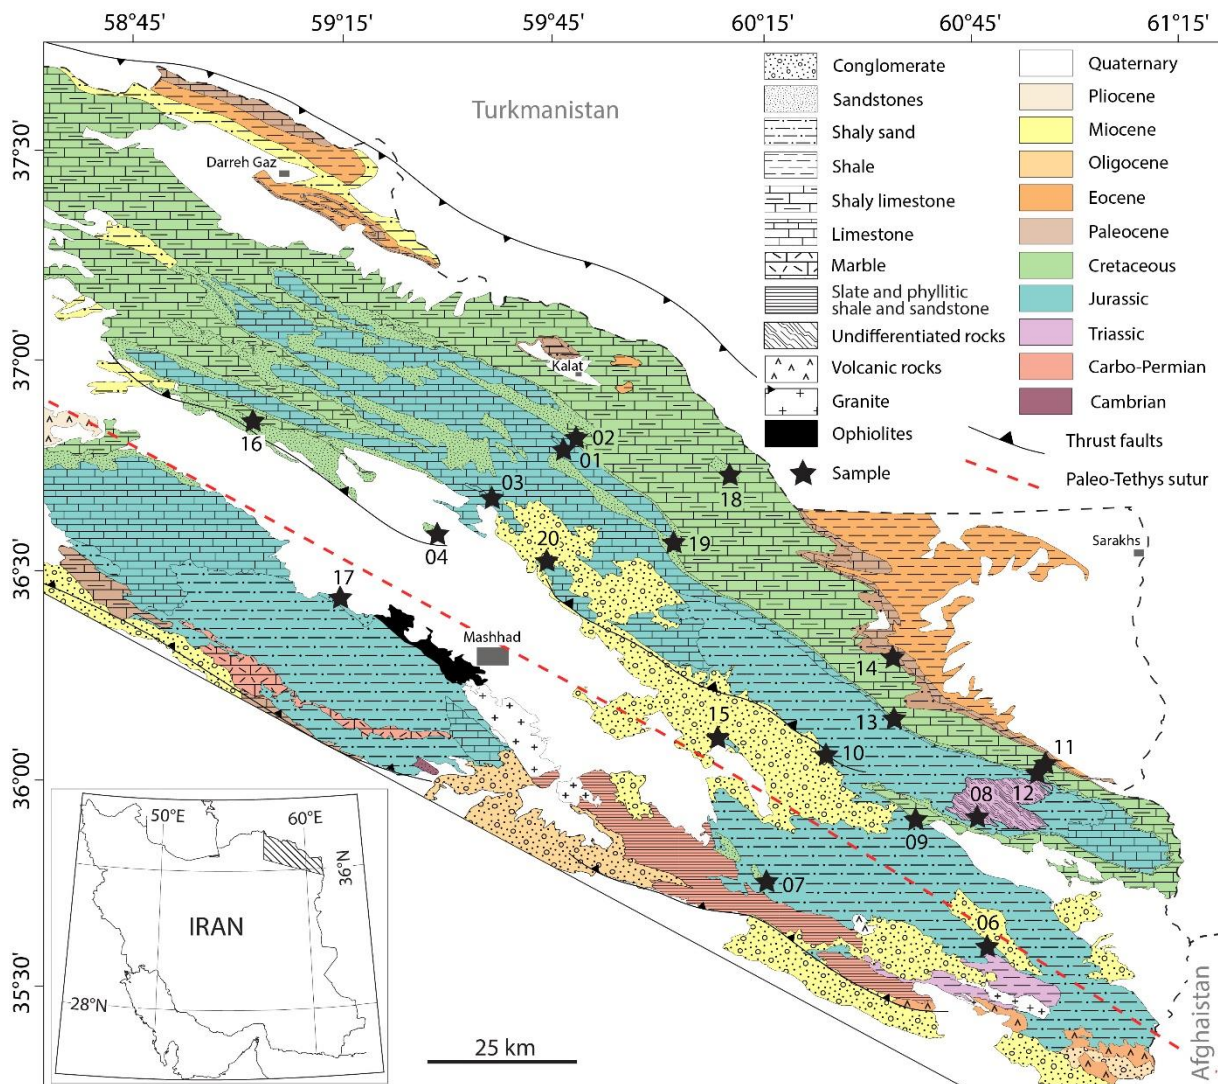 58°45'
59°15'
59°45'
60°15'
60°45'
61°15'
37°30'
37°00'
36°30'
36°00'
35°30'
Turkmanistan
Darreh Gaz
Kalat
Sarakhs
Mashhad
Afghaistan
02
01
16
03
18
04
20
19
17
14
15
13
10
11
12
08
09
07
06
Conglomerate
Sandstones
Shaly sand
Shale
Shaly limestone
Limestone
Marble
Slate and phyllitic
shale and sandstone
Undifferentiated rocks
Volcanic rocks
Granite
Ophiolites
Sample
Quaternary
Pliocene
Miocene
Oligocene
Eocene
Paleocene
Cretaceous
Jurassic
Triassic
Carbo-Permian
Cambrian
Thrust faults
Paleo-Tethys sutur
50°E
60°E
36°N
IRAN
28°N
25 km